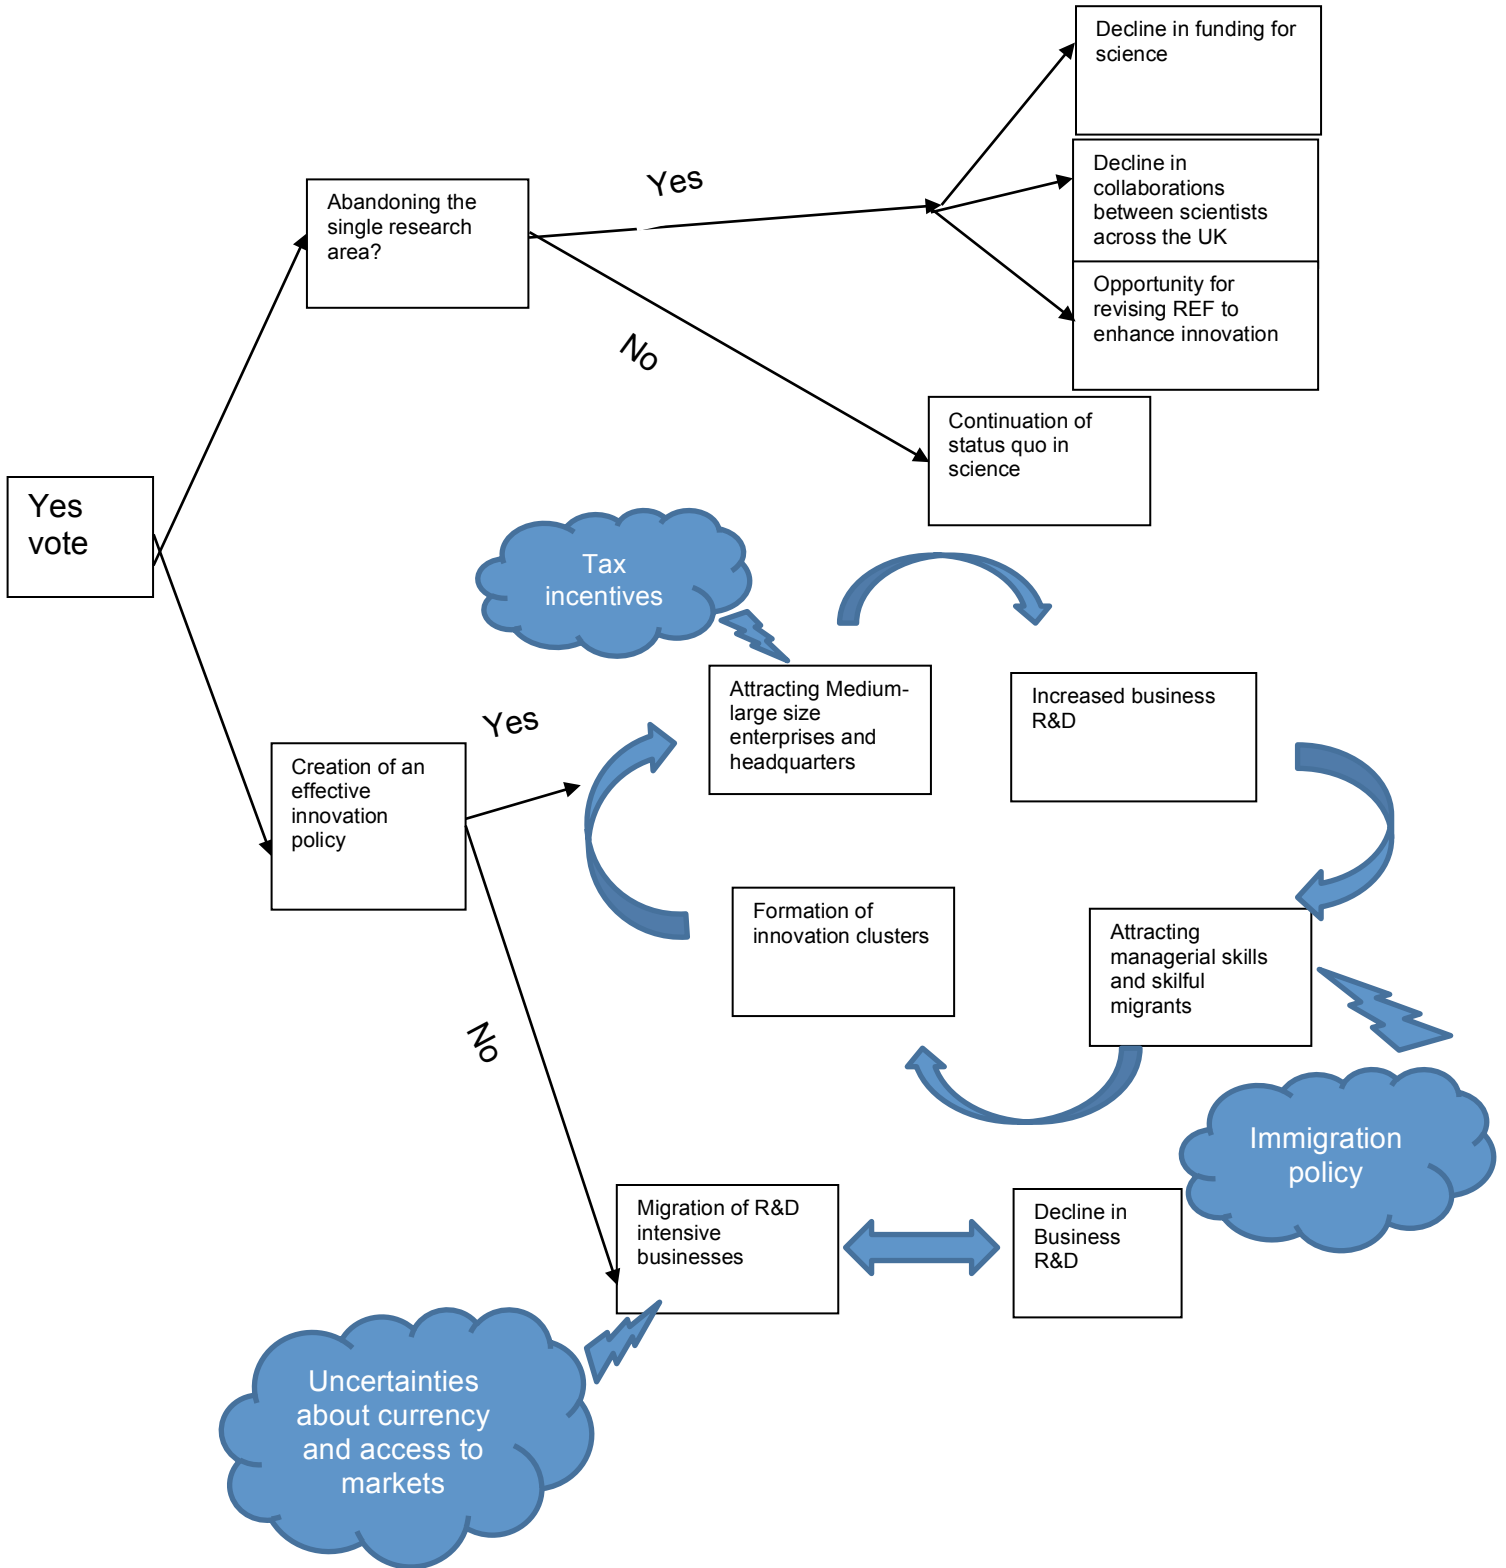 Decline in funding for
science
Decline in
collaborations
between scientists
across the UK
Opportunity for
revising REF to
enhance innovation
Yes
Abandoning the
single research
area?
No
Continuation of
status quo in
science
Yes
vote
Tax
incentives
Attracting Medium-
large size
enterprises and
headquarters
Increased business
R&D
Yes
Creation of an
effective
innovation
policy
Formation of
innovation clusters
Attracting
managerial skills
and skilful
migrants
No
Immigration
policy
Migration of R&D
intensive
businesses
Decline in
Business
R&D
Uncertainties
about currency
and access to
markets